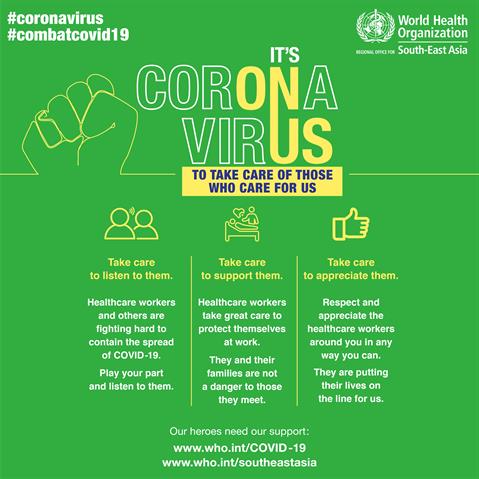 #coronavirus
#combatcovid19
World Health
Organization
REGIONAL OFFICE FOR South-East Asia
IT'S
CORONA
VIRUS
TO TAKE CARE OF THOSE
WHO CARE FOR US
Take care
to listen to them.
Healthcare workers
and others are
fighting hard to
contain the spread
of COVID-19.
Play your part
and listen to them.
Take care
to support them.
Healthcare workers
take great care to
protect themselves
at work.
They and their
families are not
a danger to those
they meet.
Take care
to appreciate them.
Respect and
appreciate the
healthcare workers
around you in any
way you can.
They are putting
their lives on
the line for us.
Our heroes need our support:
www.who.int/COVID-19
www.who.int/southeastasia